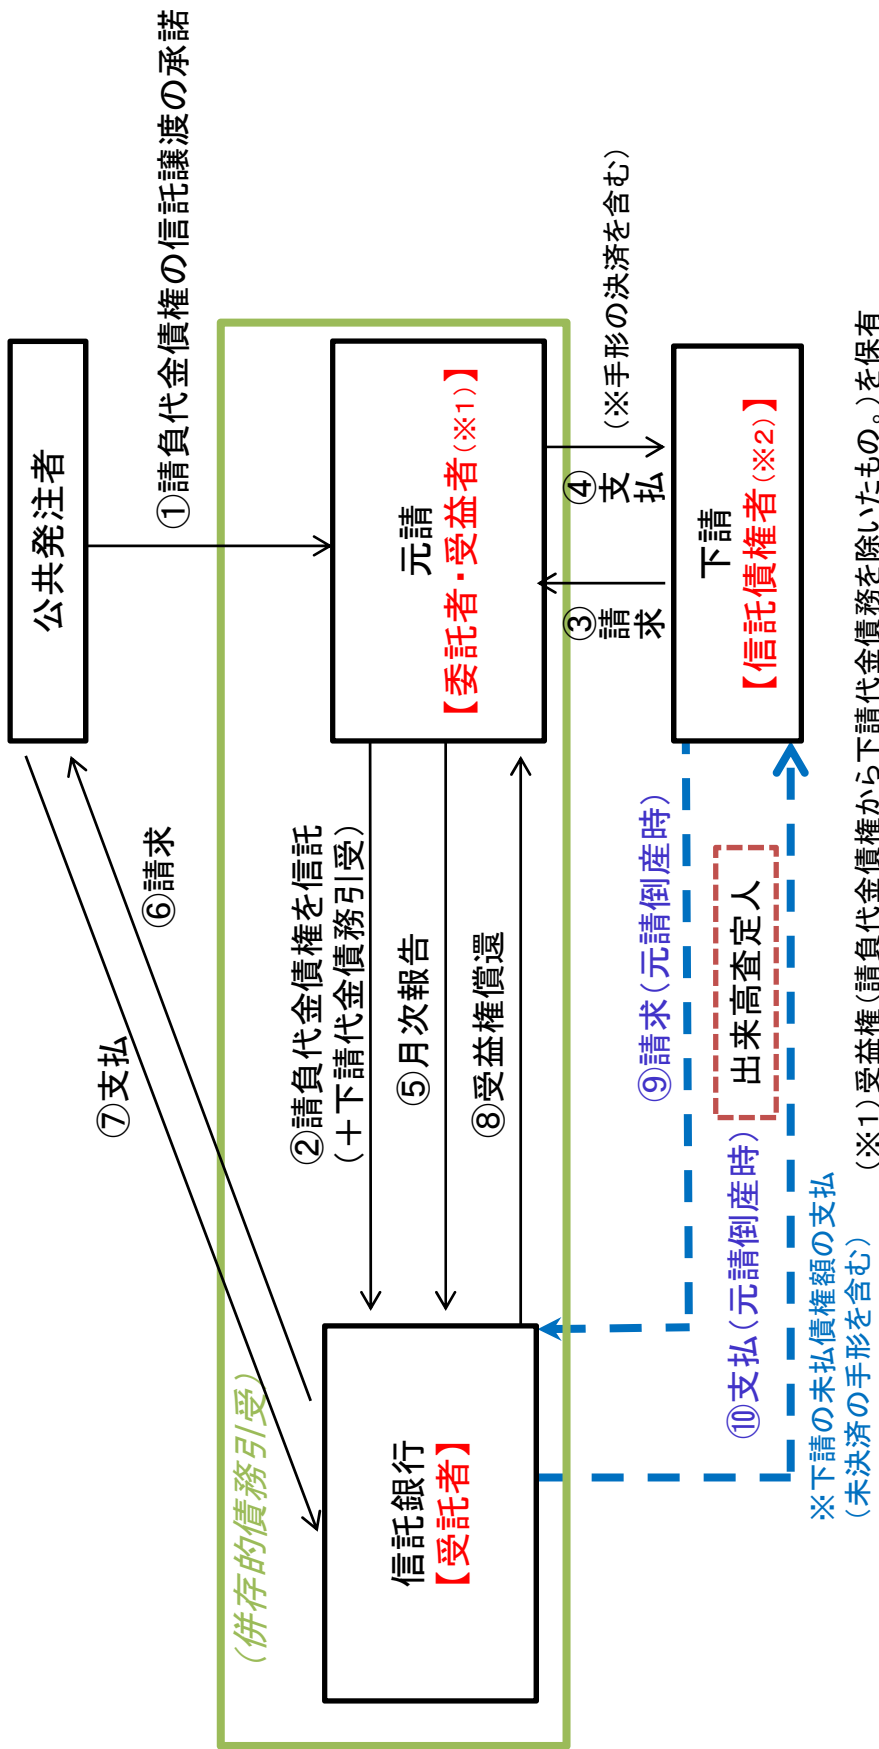 公共発注者
①請負代金債権の信託譲渡の承諾
⑦支払
⑥請求
(併存的債務引受)
信託銀行
【受託者】
②請負代金債権を信託
(＋下請代金債務引受)
⑤月次報告
⑧受益権償還
元請
【委託者・受益者(※1)】
③請求
④支払
(※手形の決済を含む)
下請
【信託債権者(※2)】
⑨請求(元請倒産時)
出来高査定人
⑩支払(元請倒産時)
※下請の未払債権額の支払
(未決済の手形を含む)
(※1)受益権(請負代金債権から下請代金債務を除いたもの。)を保有